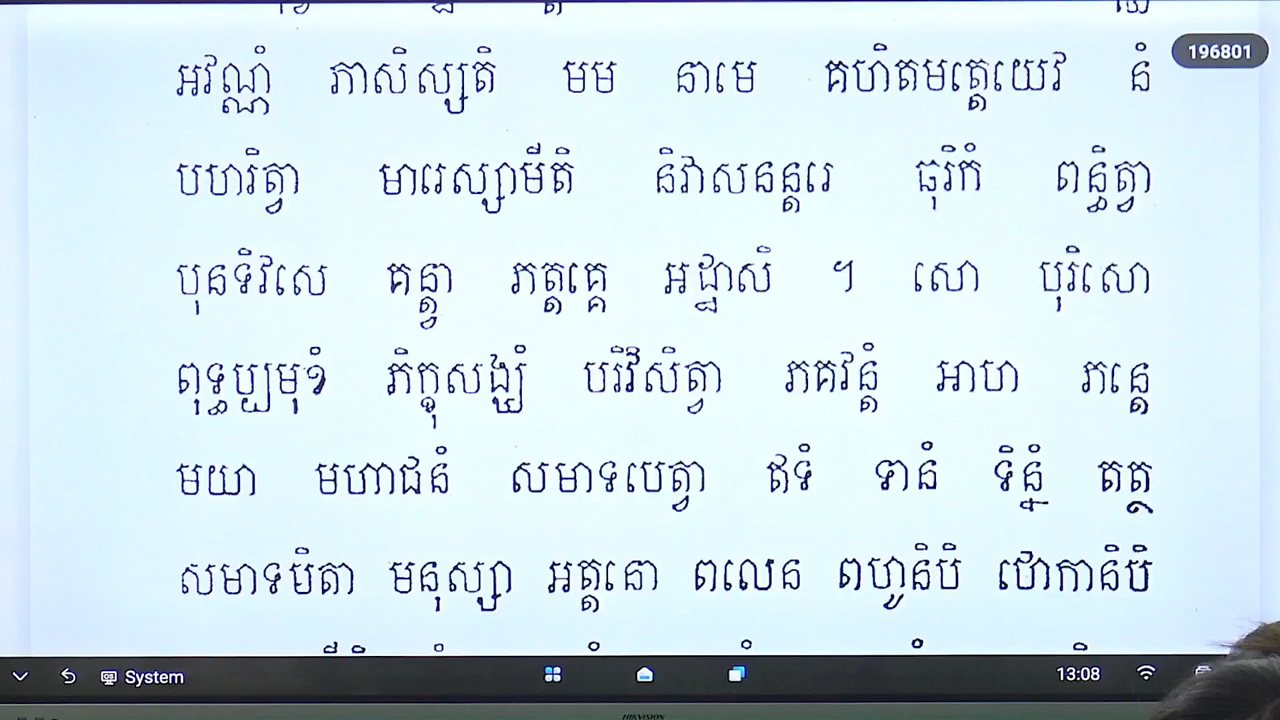 196801
អវណ្ណំ ភាសិស្សតិ មម នាមេ គហិតមត្តេយេវ នំ
បហរិត្វា មារេស្សាមីតិ និវាសនន្តរេ ធុរិកំ ពន្ធិត្វា
បុនទិវសេ គន្ត្វា ភត្តគ្គេ អដ្ឋាសិ ។ សោ បុរិសោ
ពុទ្ធប្បមុខំ ភិក្ខុសង្ឃំ បរិវិសិត្វា ភគវន្តំ អាហ ភន្តេ
មយា មហាជនំ សមាទបេត្វា ឥទំ ទានំ ទិន្នំ តត្ថ
សមាទបិតា មនុស្សា អត្តនោ ពលេន ពហូនិបិ ថោកានិបិ
System 13:08
HIKVISION